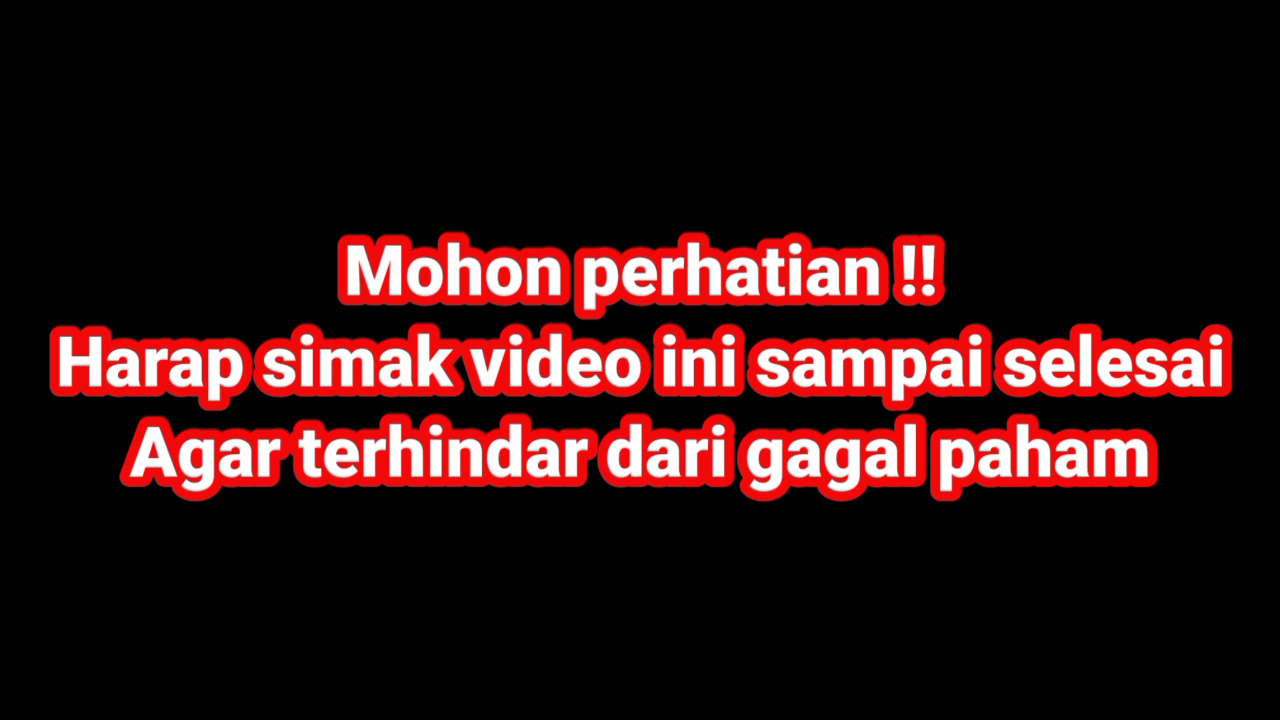 Mohon perhatian !!
Harap simak video ini sampai selesai
Agar terhindar dari gagal paham